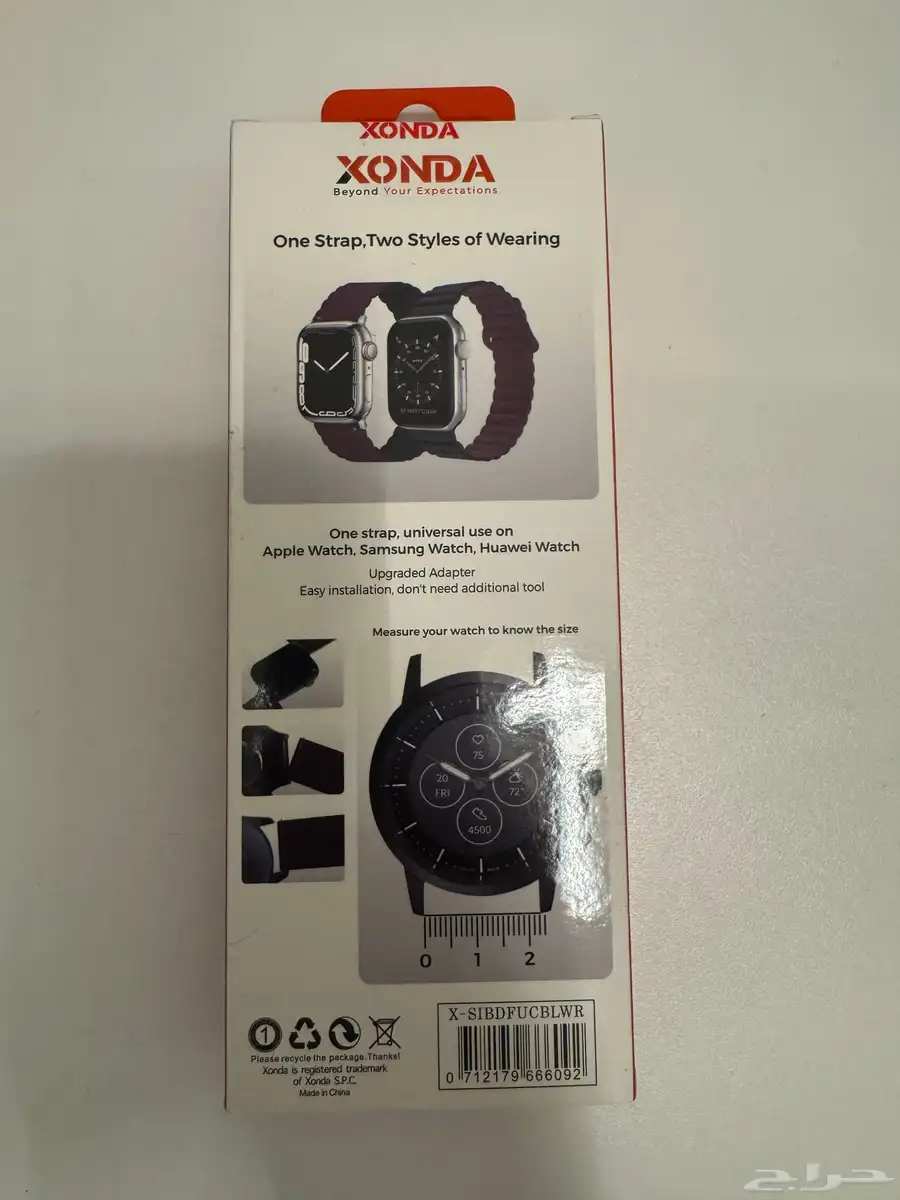 XONDA
XONDA
Beyond Your Expectations
One Strap,Two Styles of Wearing
One strap, universal use on
Apple Watch, Samsung Watch, Huawei Watch
Upgraded Adapter
Easy installation, don't need additional tool
Measure your watch to know the size
75
20
FRI
72°
4500
0 1 2
1
X-SIBDFUCBLWR
0 712179 666092
Please recycle the package.Thanks!
Xonda is registered trademark
of Xonda S.P.C.
Made in China
حراج